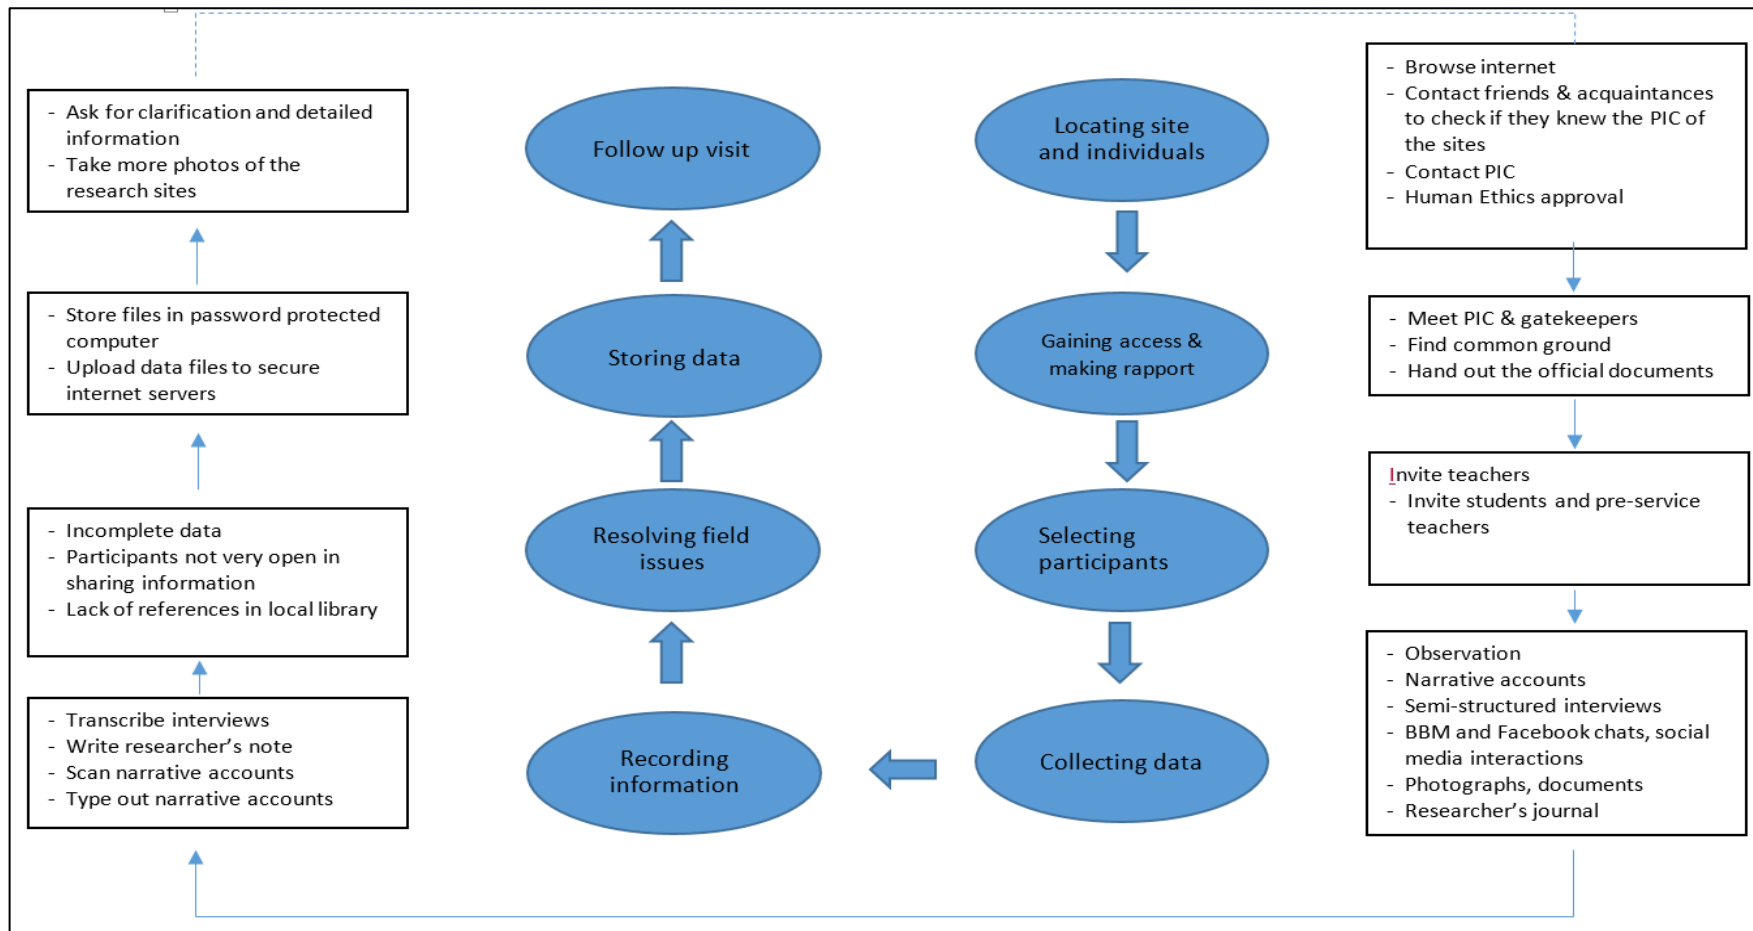 - Ask for clarification and detailed
information
- Take more photos of the
research sites
- Store files in password protected
computer
- Upload data files to secure
internet servers
- Incomplete data
- Participants not very open in
sharing information
- Lack of references in local library
- Transcribe interviews
- Write researcher's note
- Scan narrative accounts
- Type out narrative accounts
Follow up visit
Storing data
Resolving field
issues
Recording
information
Locating site
and individuals
Gaining access &
making rapport
Selecting
participants
Collecting data
- Browse internet
- Contact friends & acquaintances
to check if they knew the PIC of
the sites
- Contact PIC
- Human Ethics approval
- Meet PIC & gatekeepers
- Find common ground
- Hand out the official documents
Invite teachers
- Invite students and pre-service
teachers
- Observation
- Narrative accounts
- Semi-structured interviews
- BBM and Facebook chats, social
media interactions
- Photographs, documents
- Researcher's journal